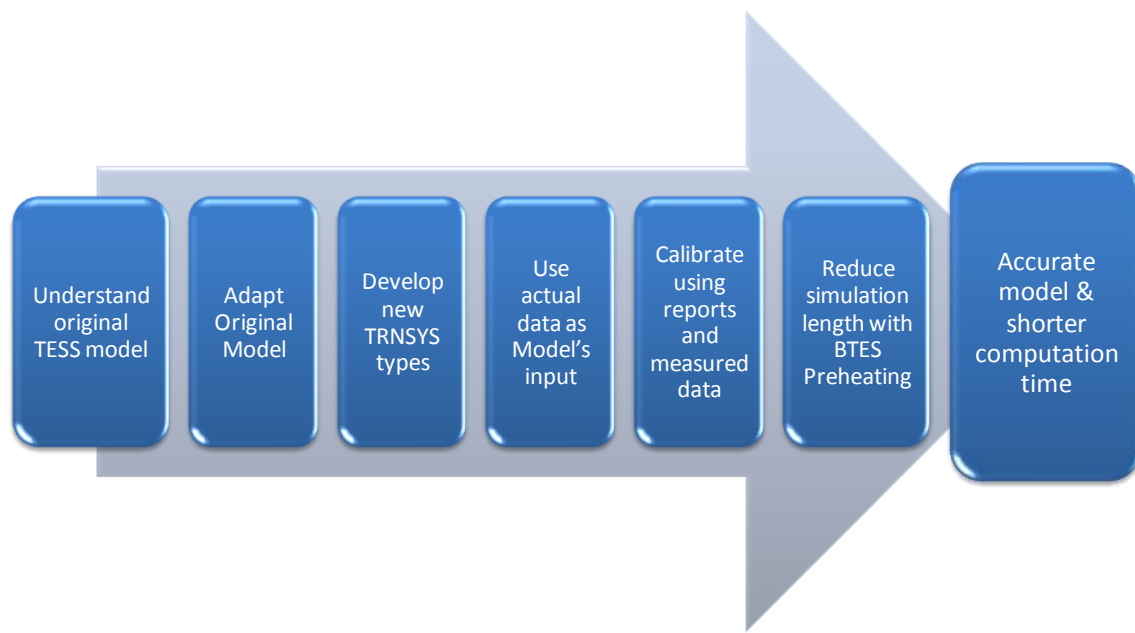 Understand
original
TESS model
Adapt
Original
Model
Develop
new
TRNSYS
types
Use
actual
data as
Model's
input
Calibrate
using
reports
and
measured
data
Reduce
simulation
length with
BTES
Preheating
Accurate
model &
shorter
computation
time